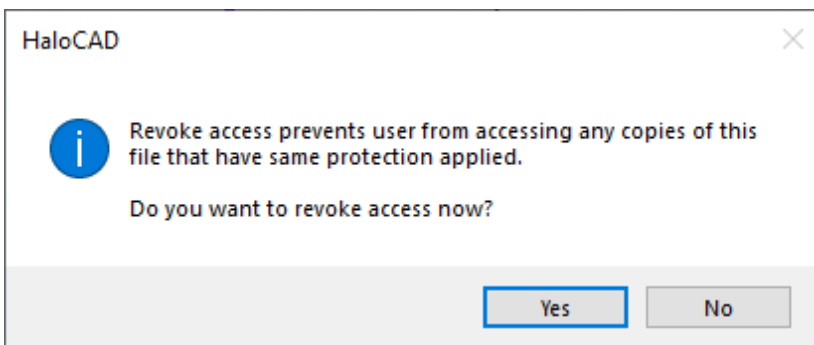 HaloCAD
Revoke access prevents user from accessing any copies of this
file that have same protection applied.
Do you want to revoke access now?
Yes
No